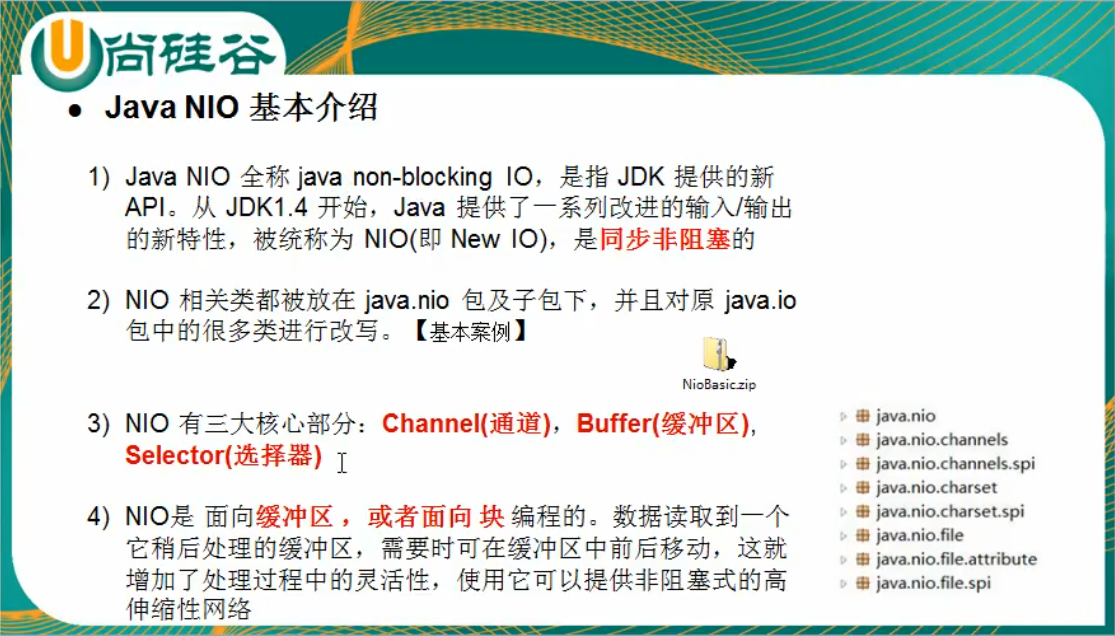 尚硅谷
● Java NIO 基本介绍
1) Java NIO 全称 java non-blocking IO，是指 JDK 提供的新
API。从 JDK1.4 开始，Java 提供了一系列改进的输入/输出
的新特性，被统称为 NIO(即 New IO)，是同步非阻塞的
2) NIO 相关类都被放在 java.nio 包及子包下，并且对原 java.io
包中的很多类进行改写。【基本案例】
NioBasic.zip
3) NIO 有三大核心部分：Channel(通道)，Buffer(缓冲区),
Selector(选择器)
4) NIO是 面向缓冲区 ，或者面向 块 编程的。数据读取到一个
它稍后处理的缓冲区，需要时可在缓冲区中前后移动，这就
增加了处理过程中的灵活性，使用它可以提供非阻塞式的高
伸缩性网络
java.nio
java.nio.channels
java.nio.channels.spi
java.nio.charset
java.nio.charset.spi
java.nio.file
java.nio.file.attribute
java.nio.file.spi